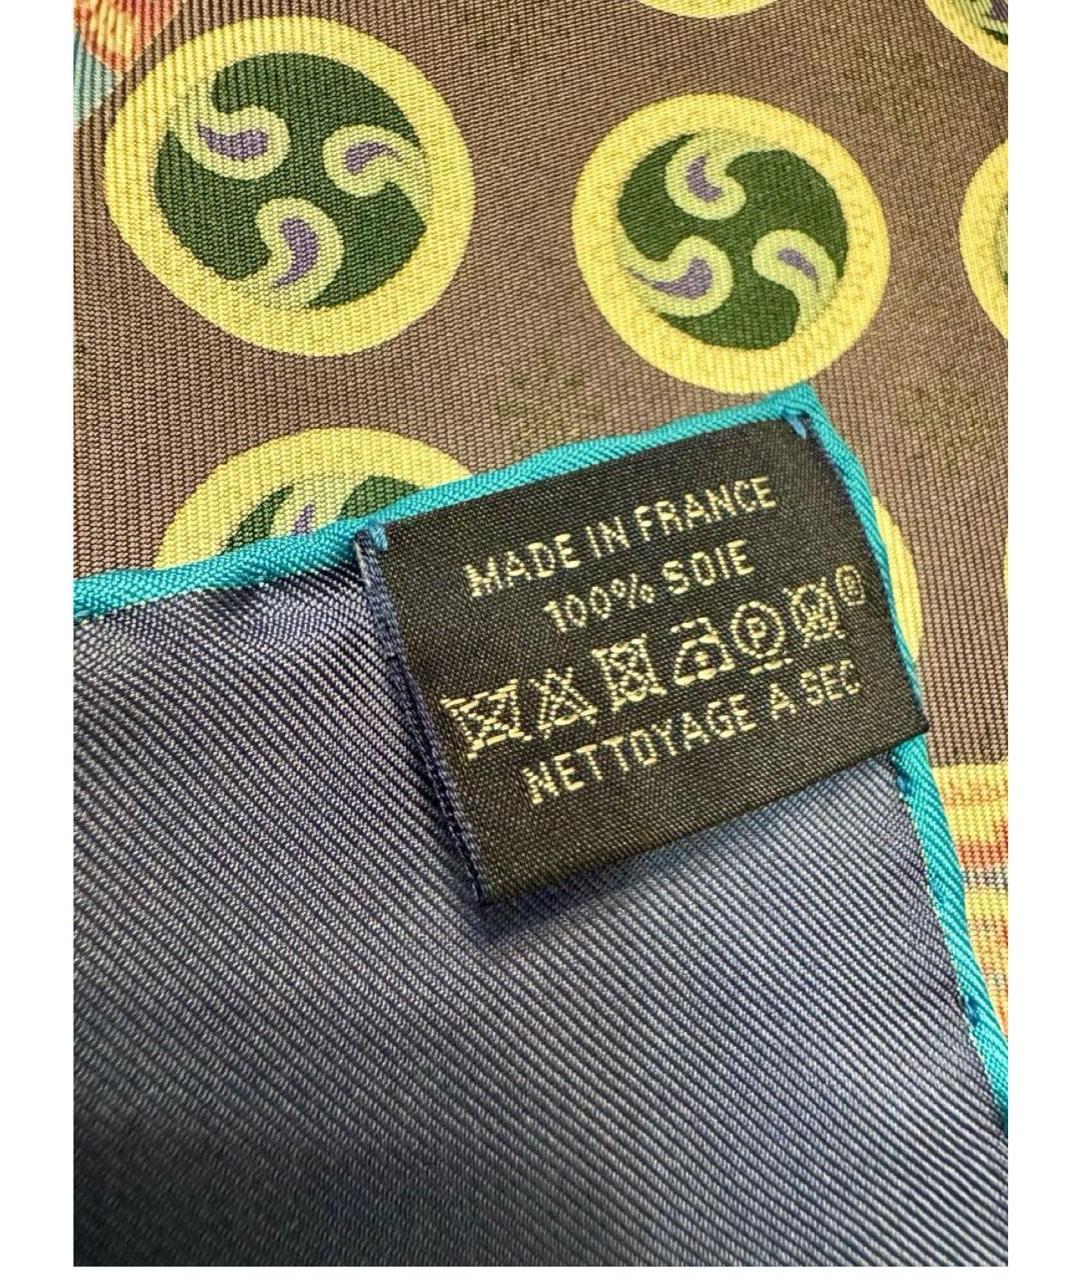 MADE IN FRANCE
100% SOIE
P ®
NETTOYAGE A SEC